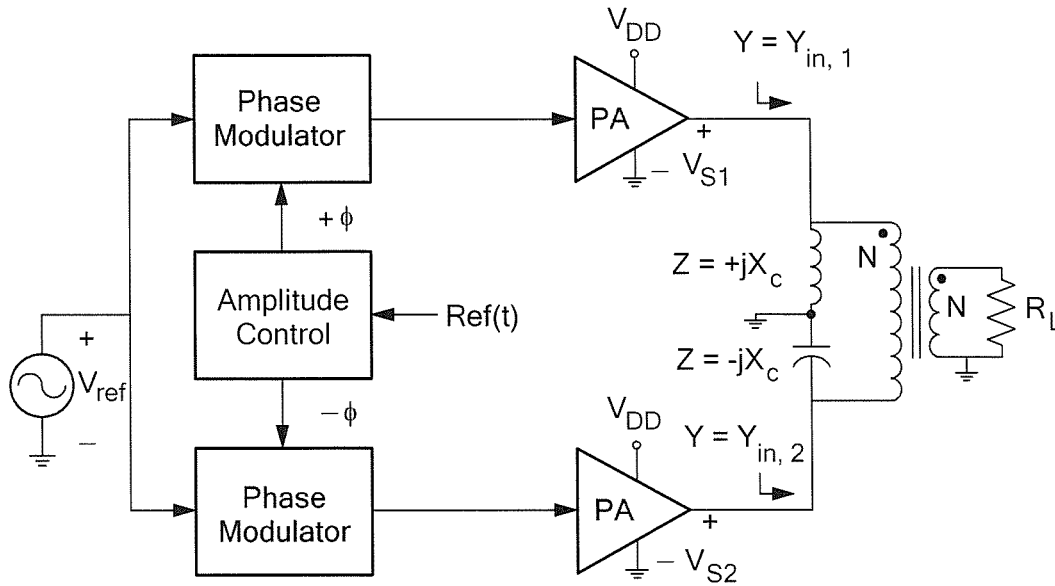 V_DD
Y = Y_in, 1
Phase
Modulator
PA
+
− V_S1
+ ϕ
N
Z = +jX_c
Amplitude
Control
Ref(t)
N
R_L
+
V_ref
−
Z = -jX_c
− ϕ
V_DD
Y = Y_in, 2
Phase
Modulator
PA
+
− V_S2